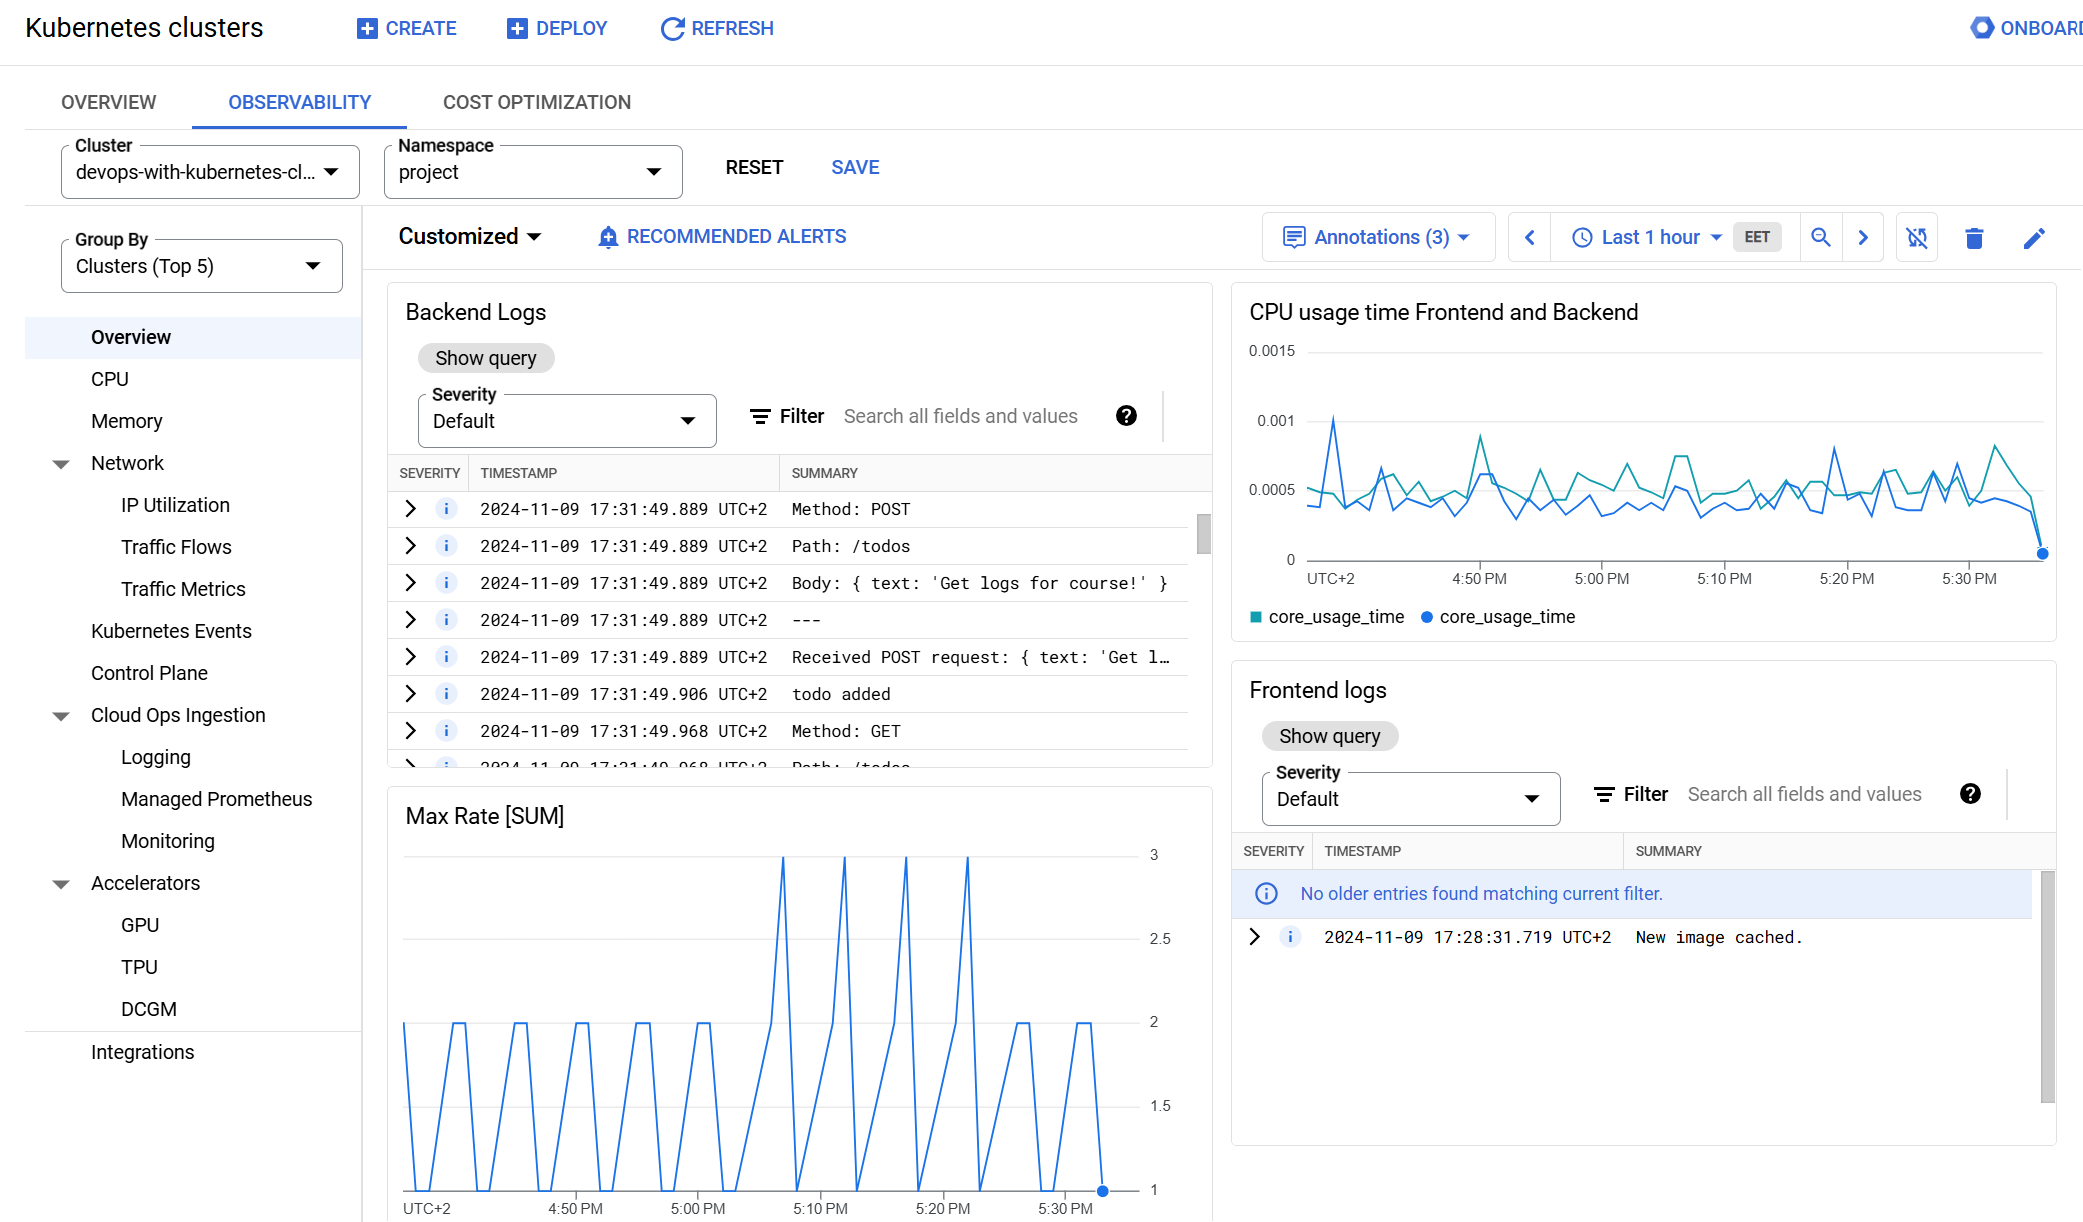 Kubernetes clusters CREATE DEPLOY REFRESH ONBOARD
OVERVIEW OBSERVABILITY COST OPTIMIZATION
Cluster
devops-with-kubernetes-cl...
Namespace
project
RESET SAVE
Group By
Clusters (Top 5)
Overview
CPU
Memory
Network
IP Utilization
Traffic Flows
Traffic Metrics
Kubernetes Events
Control Plane
Cloud Ops Ingestion
Logging
Managed Prometheus
Monitoring
Accelerators
GPU
TPU
DCGM
Integrations
Customized RECOMMENDED ALERTS Annotations (3) Last 1 hour EET
Backend Logs
Show query
Severity
Default
Filter Search all fields and values
SEVERITY TIMESTAMP SUMMARY
2024-11-09 17:31:49.889 UTC+2 Method: POST
2024-11-09 17:31:49.889 UTC+2 Path: /todos
2024-11-09 17:31:49.889 UTC+2 Body: { text: 'Get logs for course!' }
2024-11-09 17:31:49.889 UTC+2 ---
2024-11-09 17:31:49.889 UTC+2 Received POST request: { text: 'Get l…
2024-11-09 17:31:49.906 UTC+2 todo added
2024-11-09 17:31:49.968 UTC+2 Method: GET
2024-11-09 17:31:49.968 UTC+2 Path: /todos
Max Rate [SUM]
3
2.5
2
1.5
1
UTC+2 4:50 PM 5:00 PM 5:10 PM 5:20 PM 5:30 PM
CPU usage time Frontend and Backend
0.0015
0.001
0.0005
0
UTC+2 4:50 PM 5:00 PM 5:10 PM 5:20 PM 5:30 PM
core_usage_time core_usage_time
Frontend logs
Show query
Severity
Default
Filter Search all fields and values
SEVERITY TIMESTAMP SUMMARY
No older entries found matching current filter.
2024-11-09 17:28:31.719 UTC+2 New image cached.